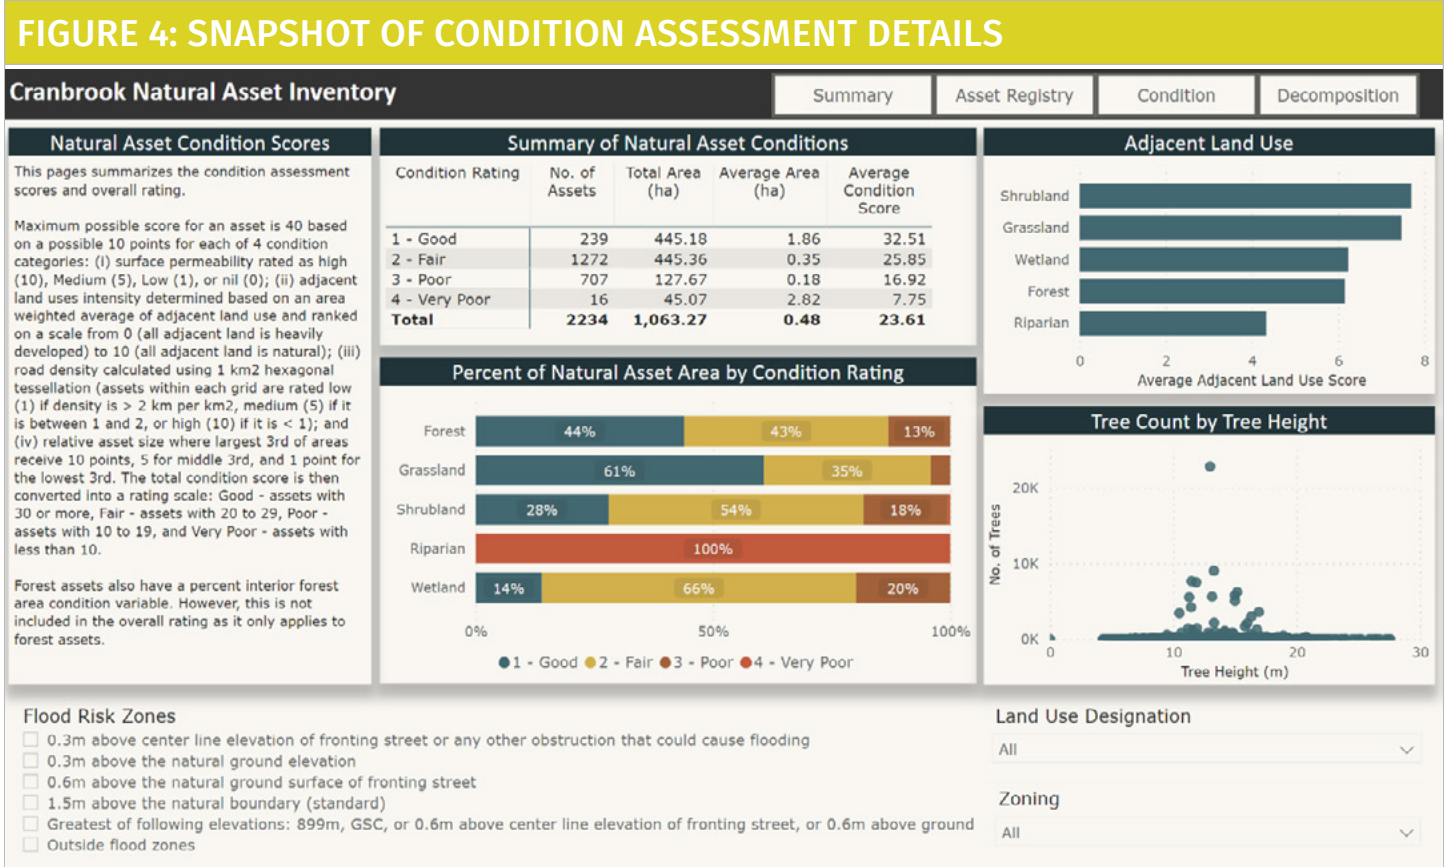 FIGURE 4: SNAPSHOT OF CONDITION ASSESSMENT DETAILS
Cranbrook Natural Asset Inventory
Summary
Asset Registry
Condition
Decomposition
Natural Asset Condition Scores
This pages summarizes the condition assessment
scores and overall rating.
Maximum possible score for an asset is 40 based
on a possible 10 points for each of 4 condition
categories: (i) surface permeability rated as high
(10), Medium (5), Low (1), or nil (0); (ii) adjacent
land uses intensity determined based on an area
weighted average of adjacent land use and ranked
on a scale from 0 (all adjacent land is heavily
developed) to 10 (all adjacent land is natural); (iii)
road density calculated using 1 km2 hexagonal
tessellation (assets within each grid are rated low
(1) if density is > 2 km per km2, medium (5) if it
is between 1 and 2, or high (10) if it is < 1); and
(iv) relative asset size where largest 3rd of areas
receive 10 points, 5 for middle 3rd, and 1 point for
the lowest 3rd. The total condition score is then
converted into a rating scale: Good - assets with
30 or more, Fair - assets with 20 to 29, Poor -
assets with 10 to 19, and Very Poor - assets with
less than 10.
Forest assets also have a percent interior forest
area condition variable. However, this is not
included in the overall rating as it only applies to
forest assets.
Summary of Natural Asset Conditions
Condition Rating No. of Assets Total Area (ha) Average Area (ha) Average Condition Score
1 - Good 239 445.18 1.86 32.51
2 - Fair 1272 445.36 0.35 25.85
3 - Poor 707 127.67 0.18 16.92
4 - Very Poor 16 45.07 2.82 7.75
Total 2234 1,063.27 0.48 23.61
Percent of Natural Asset Area by Condition Rating
Forest 44% 43% 13%
Grassland 61% 35%
Shrubland 28% 54% 18%
Riparian 100%
Wetland 14% 66% 20%
0% 50% 100%
1 - Good 2 - Fair 3 - Poor 4 - Very Poor
Adjacent Land Use
Shrubland
Grassland
Wetland
Forest
Riparian
0 2 4 6 8
Average Adjacent Land Use Score
Tree Count by Tree Height
No. of Trees
20K
10K
0K
0 10 20 30
Tree Height (m)
Flood Risk Zones
0.3m above center line elevation of fronting street or any other obstruction that could cause flooding
0.3m above the natural ground elevation
0.6m above the natural ground surface of fronting street
1.5m above the natural boundary (standard)
Greatest of following elevations: 899m, GSC, or 0.6m above center line elevation of fronting street, or 0.6m above ground
Outside flood zones
Land Use Designation
All
Zoning
All